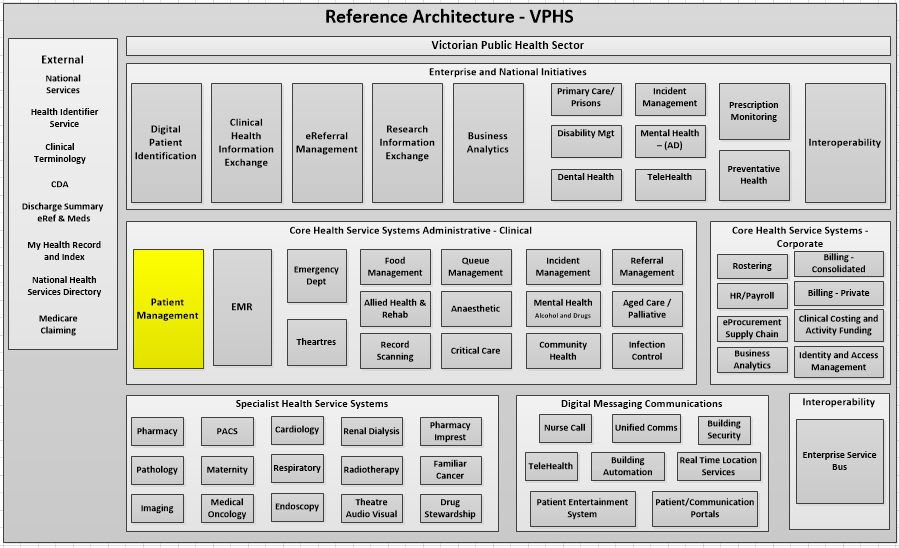 Reference Architecture - VPHS
External
National
Services
Health Identifier
Service
Clinical
Terminology
CDA
Discharge Summary
eRef & Meds
My Health Record
and Index
National Health
Services Directory
Medicare
Claiming
Victorian Public Health Sector
Enterprise and National Initiatives
Digital
Patient
Identification
Clinical
Health
Information
Exchange
eReferral
Management
Research
Information
Exchange
Business
Analytics
Primary Care/
Prisons
Incident
Management
Disability Mgt
Mental Health
– (AD)
Dental Health
TeleHealth
Prescription
Monitoring
Preventative
Health
Interoperability
Core Health Service Systems Administrative - Clinical
Patient
Management
EMR
Emergency
Dept
Theartres
Food
Management
Queue
Management
Incident
Management
Referral
Management
Allied Health &
Rehab
Anaesthetic
Mental Health
Alcohol and Drugs
Aged Care /
Palliative
Record
Scanning
Critical Care
Community
Health
Infection
Control
Core Health Service Systems -
Corporate
Rostering
Billing -
Consolidated
HR/Payroll
Billing - Private
eProcurement
Supply Chain
Clinical Costing and
Activity Funding
Business
Analytics
Identity and Access
Management
Specialist Health Service Systems
Pharmacy
PACS
Cardiology
Renal Dialysis
Pharmacy
Imprest
Pathology
Maternity
Respiratory
Radiotherapy
Familiar
Cancer
Imaging
Medical
Oncology
Endoscopy
Theatre
Audio Visual
Drug
Stewardship
Digital Messaging Communications
Nurse Call
Unified Comms
Building
Security
TeleHealth
Building
Automation
Real Time Location
Services
Patient Entertainment
System
Patient/Communication
Portals
Interoperability
Enterprise Service
Bus